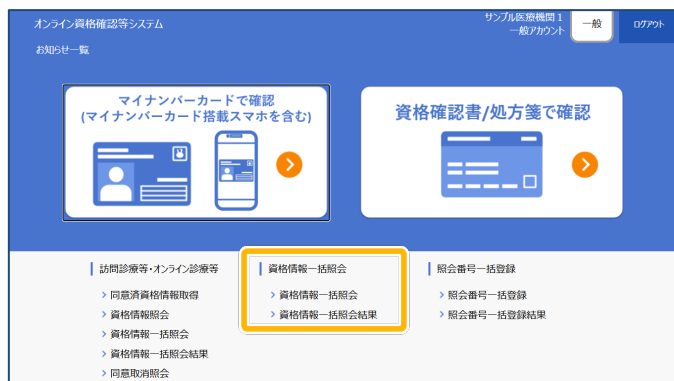 オンライン資格確認等システム
サンプル医療機関1
一般アカウント
一般
ログアウト
お知らせ一覧
マイナンバーカードで確認
(マイナンバーカード搭載スマホを含む)
資格確認書/処方箋で確認
訪問診療等・オンライン診療等
同意済資格情報取得
資格情報照会
資格情報一括照会
資格情報一括照会結果
同意取消照会
資格情報一括照会
資格情報一括照会
資格情報一括照会結果
照会番号一括登録
照会番号一括登録
照会番号一括登録結果